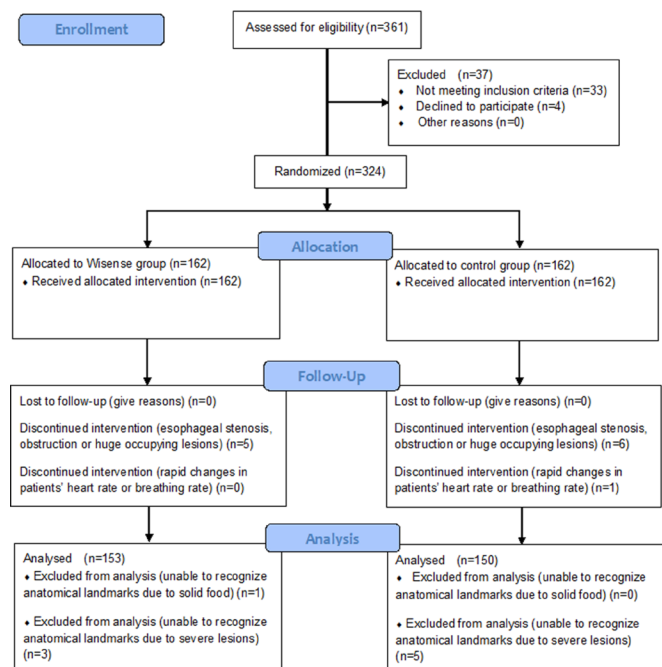 Enrollment
Assessed for eligibility (n=361)
Excluded (n=37)
♦ Not meeting inclusion criteria (n=33)
♦ Declined to participate (n=4)
♦ Other reasons (n=0)
Randomized (n=324)
Allocation
Allocated to Wisense group (n=162)
♦ Received allocated intervention (n=162)
Allocated to control group (n=162)
♦ Received allocated intervention (n=162)
Follow-Up
Lost to follow-up (give reasons) (n=0)
Discontinued intervention (esophageal stenosis,
obstruction or huge occupying lesions) (n=5)
Discontinued intervention (rapid changes in
patients' heart rate or breathing rate) (n=0)
Lost to follow-up (give reasons) (n=0)
Discontinued intervention (esophageal stenosis,
obstruction or huge occupying lesions) (n=6)
Discontinued intervention (rapid changes in
patients' heart rate or breathing rate) (n=1)
Analysis
Analysed (n=153)
♦ Excluded from analysis (unable to recognize
anatomical landmarks due to solid food) (n=1)
♦ Excluded from analysis (unable to recognize
anatomical landmarks due to severe lesions)
(n=3)
Analysed (n=150)
♦ Excluded from analysis (unable to recognize
anatomical landmarks due to solid food) (n=0)
♦ Excluded from analysis (unable to recognize
anatomical landmarks due to severe lesions)
(n=5)